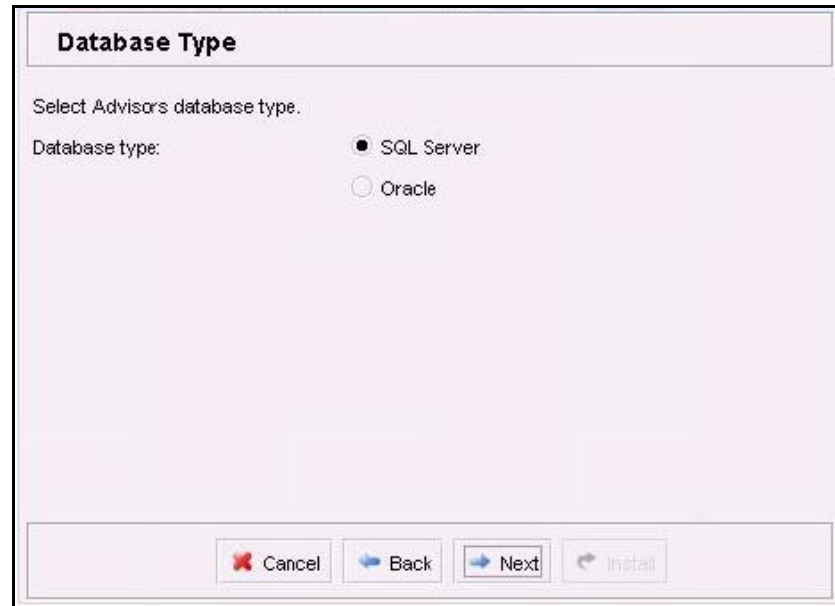 Database Type
Select Advisors database type.
Database type:
SQL Server
Oracle
Cancel Back Next Install